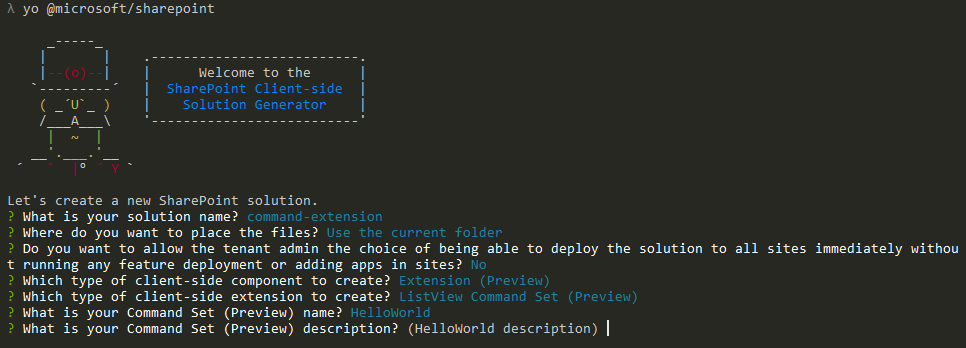 λ yo @microsoft/sharepoint
Welcome to the
SharePoint Client-side
Solution Generator
Let's create a new SharePoint solution.
? What is your solution name? command-extension
? Where do you want to place the files? Use the current folder
? Do you want to allow the tenant admin the choice of being able to deploy the solution to all sites immediately withou
t running any feature deployment or adding apps in sites? No
? Which type of client-side component to create? Extension (Preview)
? Which type of client-side extension to create? ListView Command Set (Preview)
? What is your Command Set (Preview) name? HelloWorld
? What is your Command Set (Preview) description? (HelloWorld description)